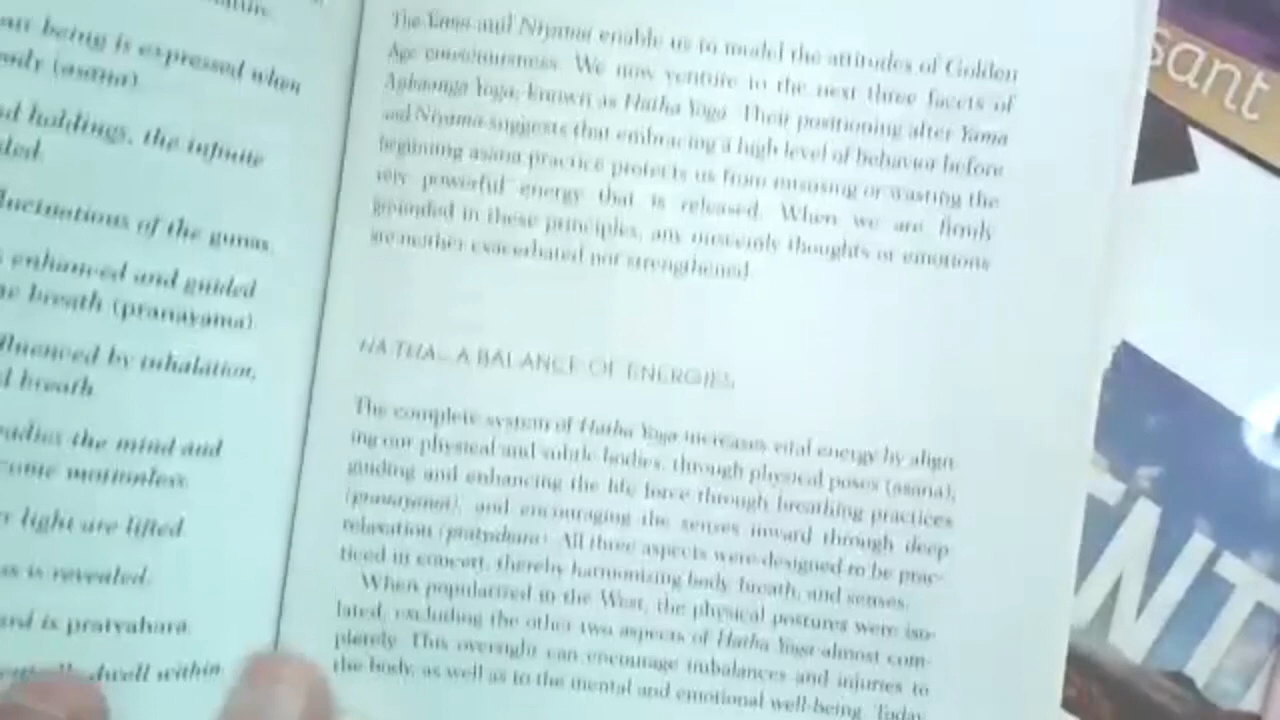 an being is expressed when
ody (asana).
d holdings, the infinite
ded.
luctuations of the gunas.
s enhanced and guided
e breath (pranayama).
fluenced by inhalation,
d breath.
adies the mind and
come motionless.
r light are lifted.
ss is revealed.
ard is pratyahara.
dwell within
The Yama and Niyama enable us to model the attitudes of Golden
Age consciousness. We now venture to the next three facets of
Ashtanga Yoga, known as Hatha Yoga. Their positioning after Yama
and Niyama suggests that embracing a high level of behavior before
beginning asana practice protects us from misusing or wasting the
very powerful energy that is released. When we are firmly
grounded in these principles, any unseemly thoughts or emotions
are neither exacerbated nor strengthened.
HA THA—A BALANCE OF ENERGIES
The complete system of Hatha Yoga increases vital energy by align-
ing our physical and subtle bodies, through physical poses (asana),
guiding and enhancing the life force through breathing practices
(pranayama), and encouraging the senses inward through deep
relaxation (pratyahara). All three aspects were designed to be prac-
ticed in concert, thereby harmonizing body, breath, and senses.
When popularized in the West, the physical postures were iso-
lated, excluding the other two aspects of Hatha Yoga almost com-
pletely. This oversight can encourage imbalances and injuries to
the body, as well as to the mental and emotional well-being. Today,
sant
NT